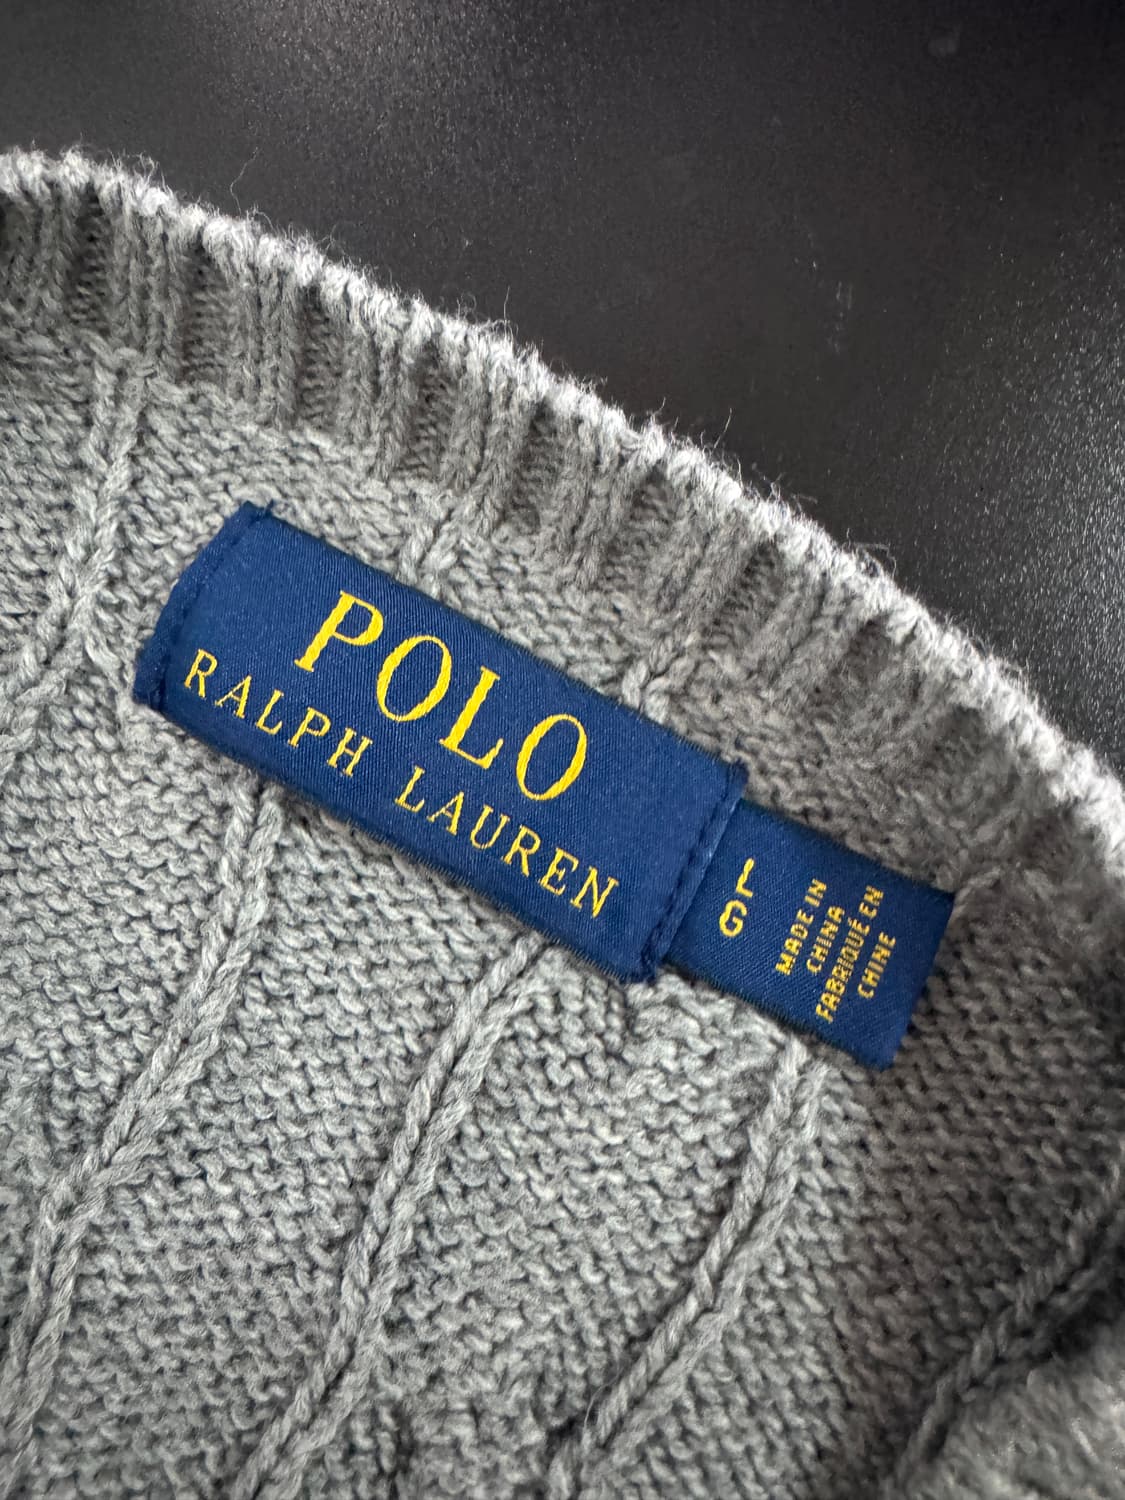 POLO
RALPH LAUREN
L
G
MADE IN
CHINA
FABRIQUÉ EN
CHINE